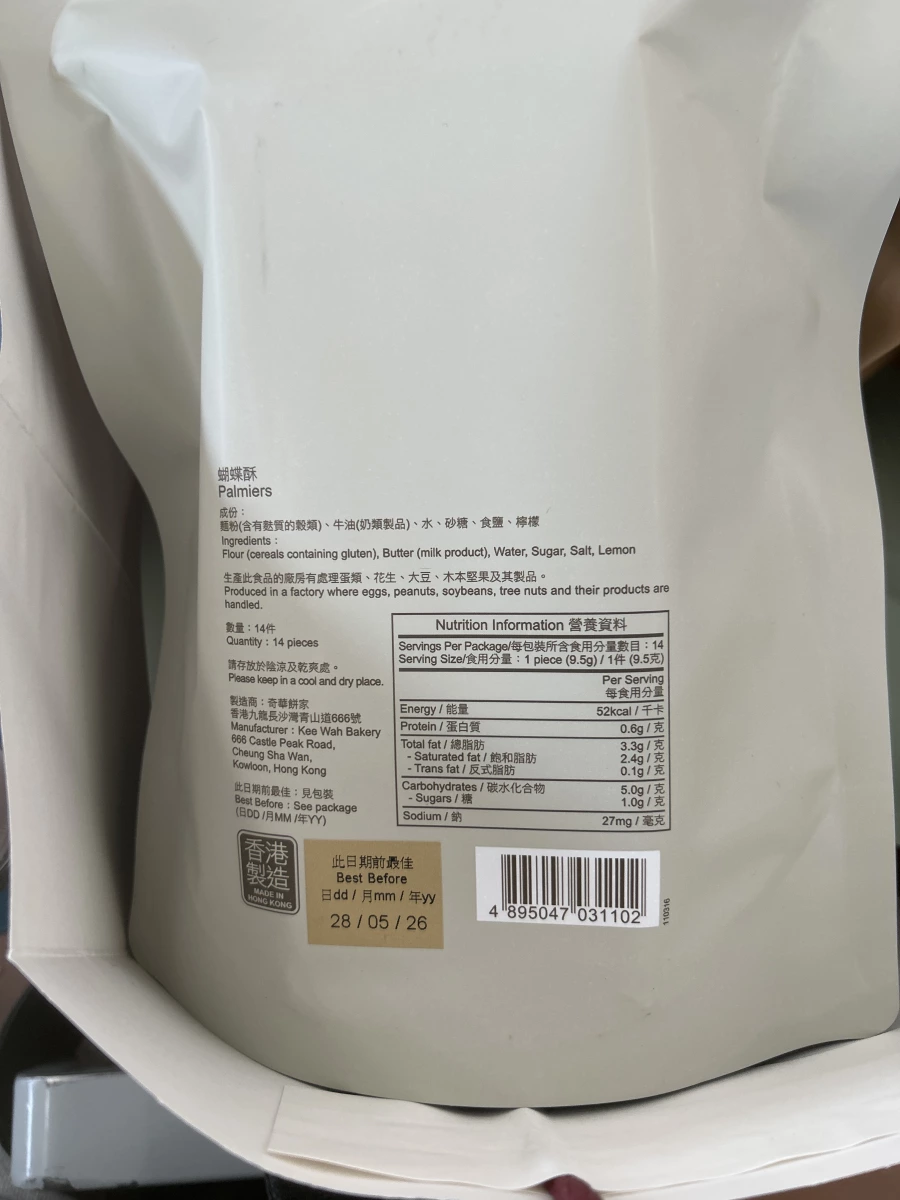 蝴蝶酥
Palmiers
成份：
麵粉(含有麩質的穀類)、牛油(奶類製品)、水、砂糖、食鹽、檸檬
Ingredients：
Flour (cereals containing gluten), Butter (milk product), Water, Sugar, Salt, Lemon
生產此食品的廠房有處理蛋類、花生、大豆、木本堅果及其製品。
Produced in a factory where eggs, peanuts, soybeans, tree nuts and their products are
handled.
數量：14件
Quantity：14 pieces
請存放於陰涼及乾爽處。
Please keep in a cool and dry place.
製造商：奇華餅家
香港九龍長沙灣青山道666號
Manufacturer：Kee Wah Bakery
666 Castle Peak Road,
Cheung Sha Wan,
Kowloon, Hong Kong
此日期前最佳：見包裝
Best Before：See package
(日DD /月MM /年YY)
Nutrition Information 營養資料
Servings Per Package/每包裝所含食用分量數目：14
Serving Size/食用分量：1 piece (9.5g) / 1件 (9.5克)
Per Serving
每食用分量
Energy / 能量 52kcal / 千卡
Protein / 蛋白質 0.6g / 克
Total fat / 總脂肪 3.3g / 克
- Saturated fat / 飽和脂肪 2.4g / 克
- Trans fat / 反式脂肪 0.1g / 克
Carbohydrates / 碳水化合物 5.0g / 克
- Sugars / 糖 1.0g / 克
Sodium / 鈉 27mg / 毫克
香港
製造
MADE IN
HONG KONG
此日期前最佳
Best Before
日dd / 月mm / 年yy
28 / 05 / 26
4 895047 031102
110316